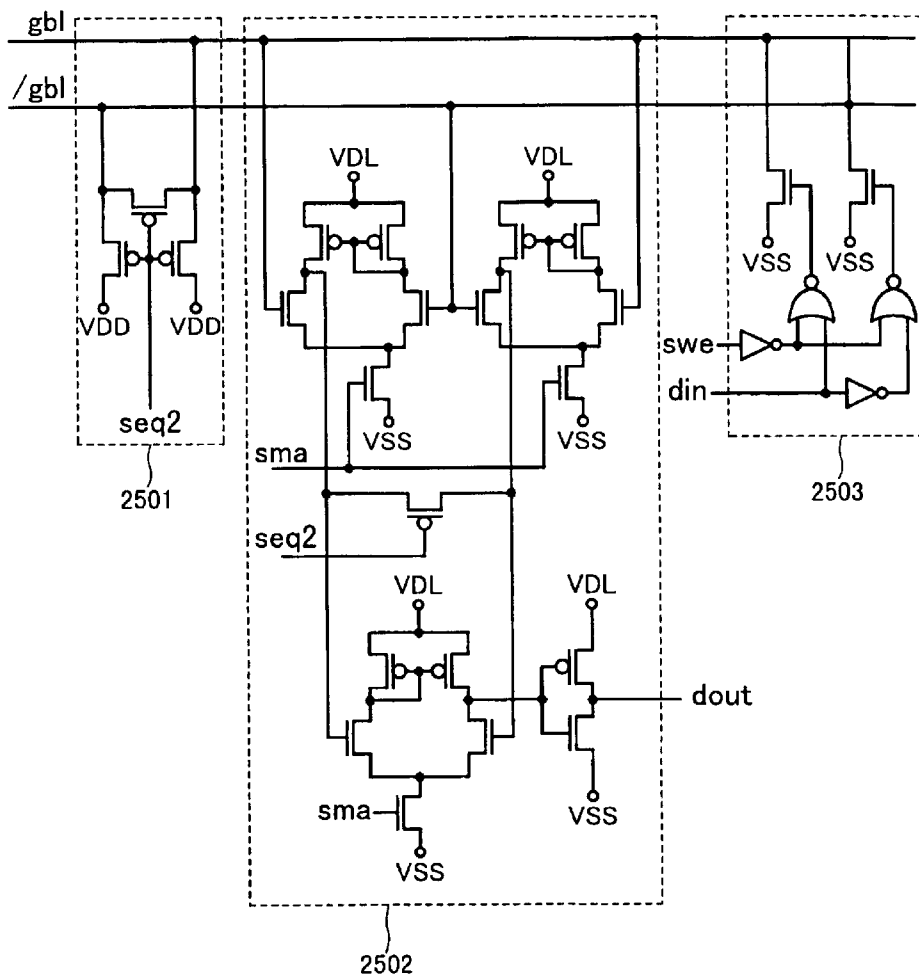 gbl
/gbl
VDL
VDL
VDD
VDD
VSS
VSS
swe
din
seq2
VSS
VSS
sma
2501
2503
seq2
VDL
VDL
dout
sma
VSS
VSS
2502